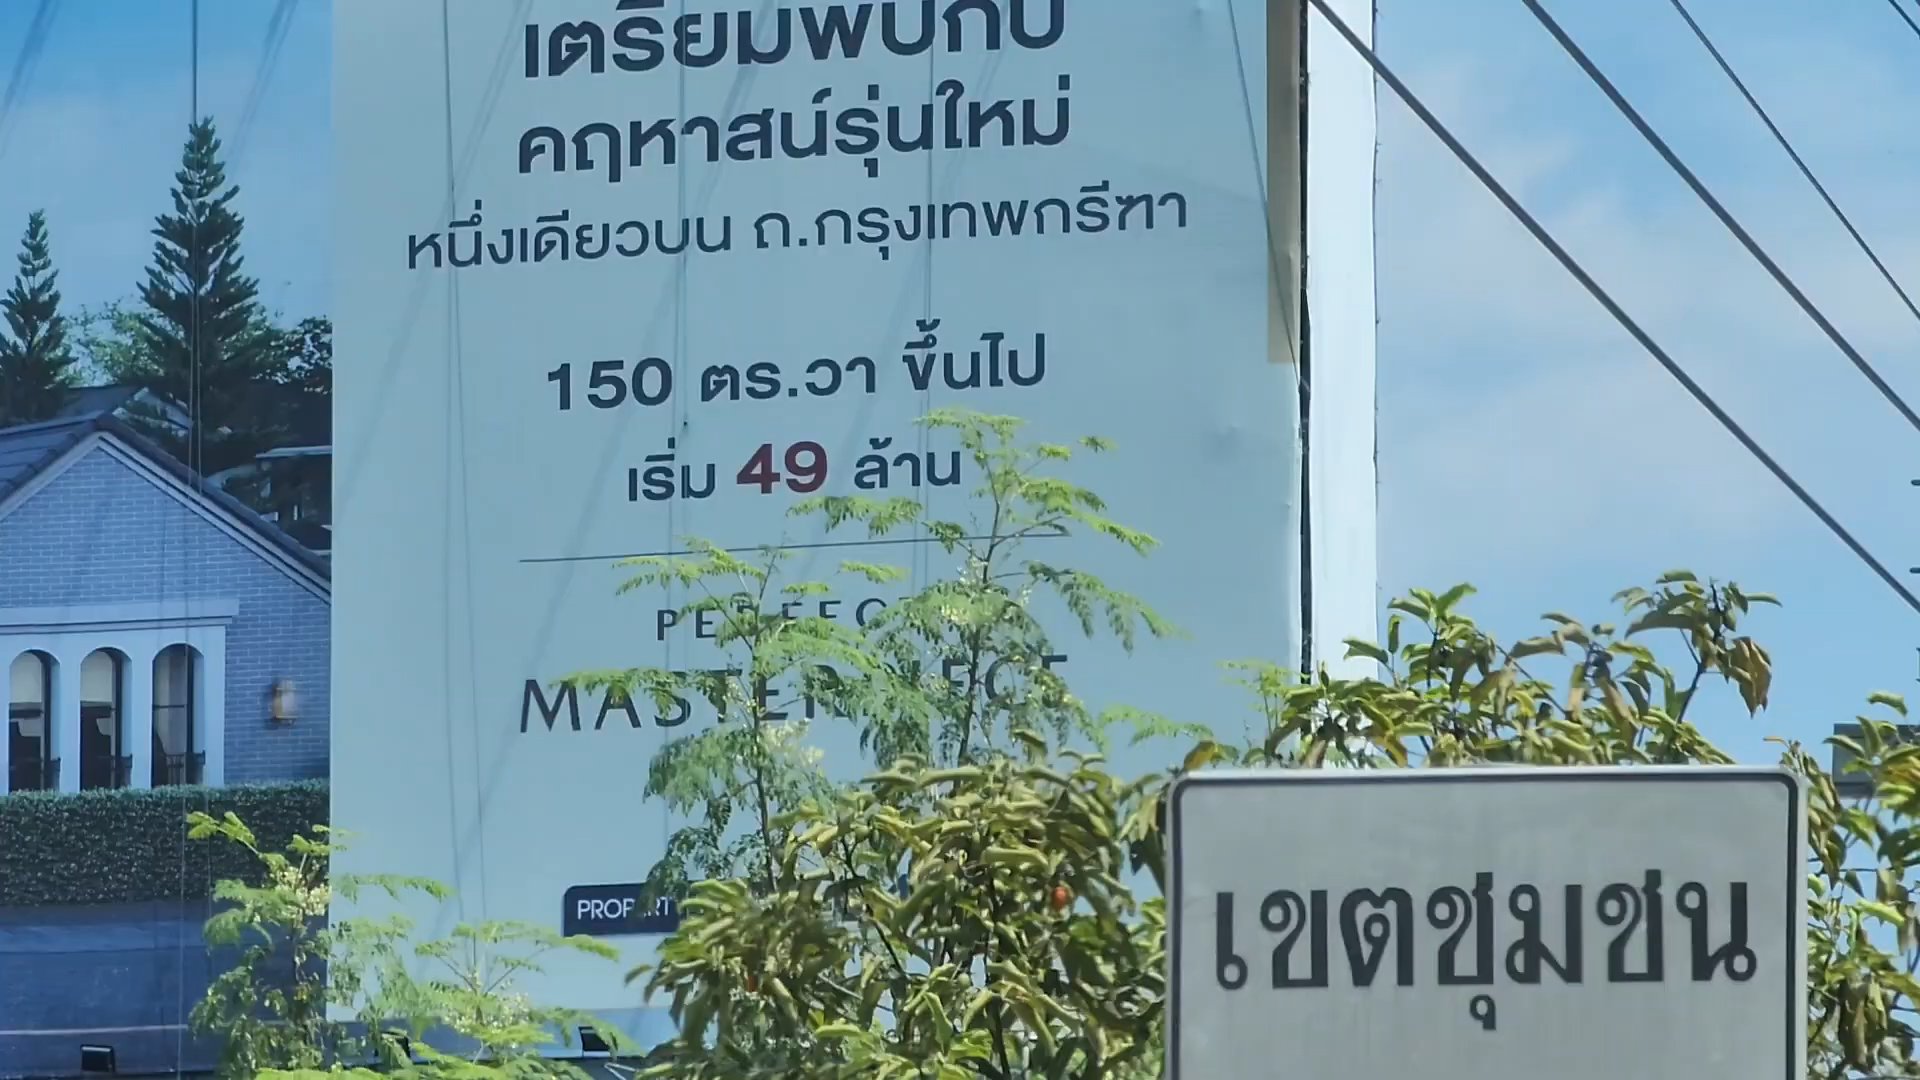 เตรียมพบกับ
คฤหาสน์รุ่นใหม่
หนึ่งเดียวบน ถ.กรุงเทพกรีฑา
150 ตร.วา ขึ้นไป
เริ่ม 49 ล้าน
เขตชุมชน